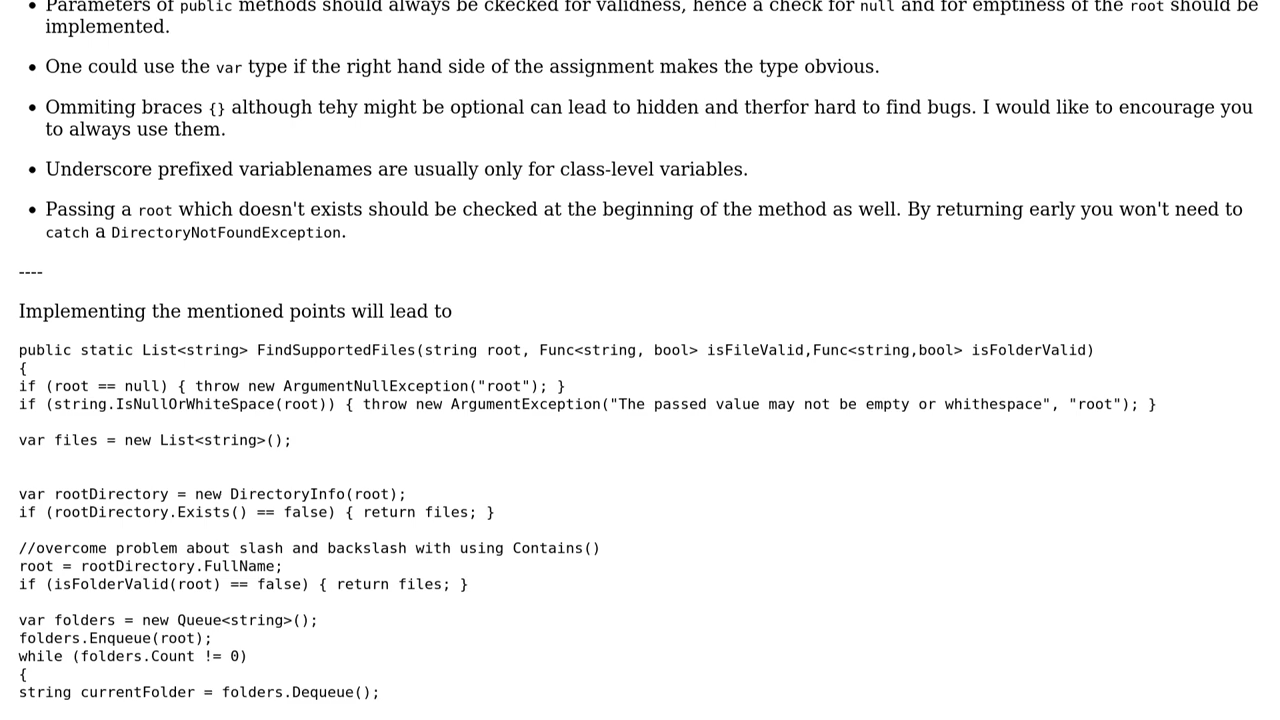 • Parameters of public methods should always be ckecked for validness, hence a check for null and for emptiness of the root should be
implemented.
• One could use the var type if the right hand side of the assignment makes the type obvious.
• Ommiting braces {} although tehy might be optional can lead to hidden and therfor hard to find bugs. I would like to encourage you
to always use them.
• Underscore prefixed variablenames are usually only for class-level variables.
• Passing a root which doesn't exists should be checked at the beginning of the method as well. By returning early you won't need to
catch a DirectoryNotFoundException.
----
Implementing the mentioned points will lead to
public static List<string> FindSupportedFiles(string root, Func<string, bool> isFileValid,Func<string,bool> isFolderValid)
{
if (root == null) { throw new ArgumentNullException("root"); }
if (string.IsNullOrWhiteSpace(root)) { throw new ArgumentException("The passed value may not be empty or whithespace", "root"); }
var files = new List<string>();
var rootDirectory = new DirectoryInfo(root);
if (rootDirectory.Exists() == false) { return files; }
//overcome problem about slash and backslash with using Contains()
root = rootDirectory.FullName;
if (isFolderValid(root) == false) { return files; }
var folders = new Queue<string>();
folders.Enqueue(root);
while (folders.Count != 0)
{
string currentFolder = folders.Dequeue();